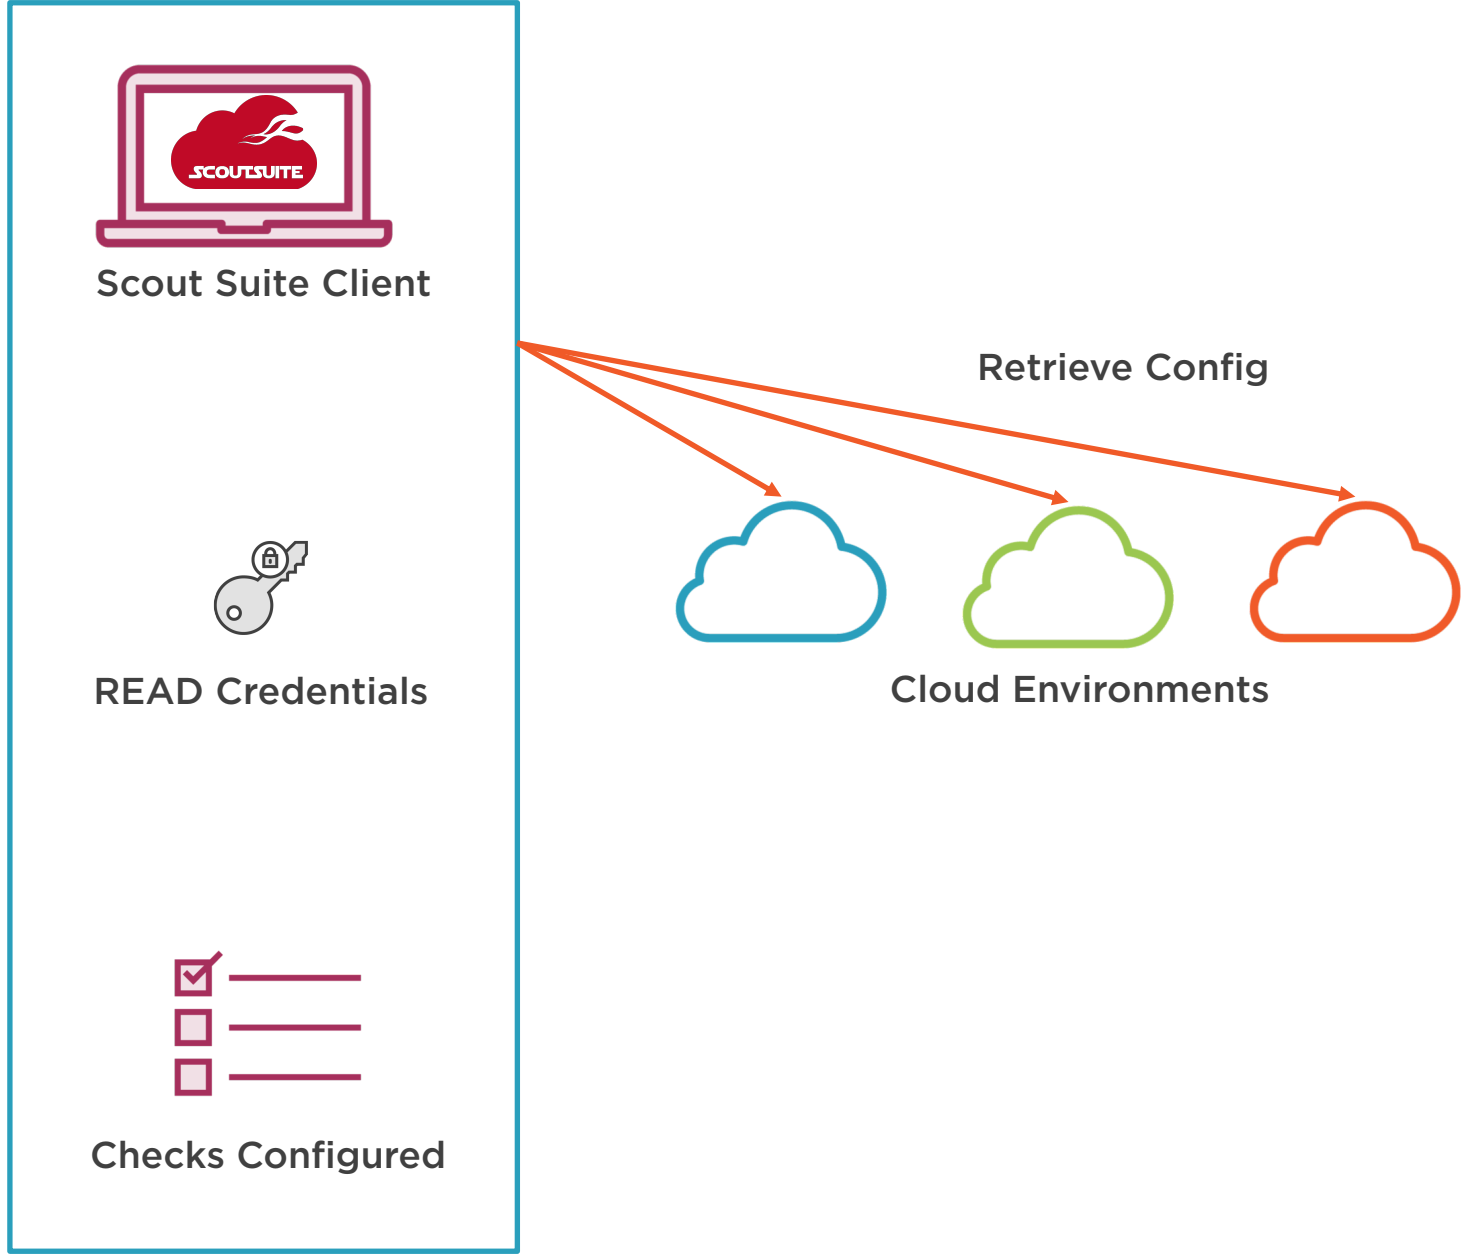 SCOUTSUITE
Scout Suite Client
Retrieve Config
READ Credentials
Cloud Environments
Checks Configured